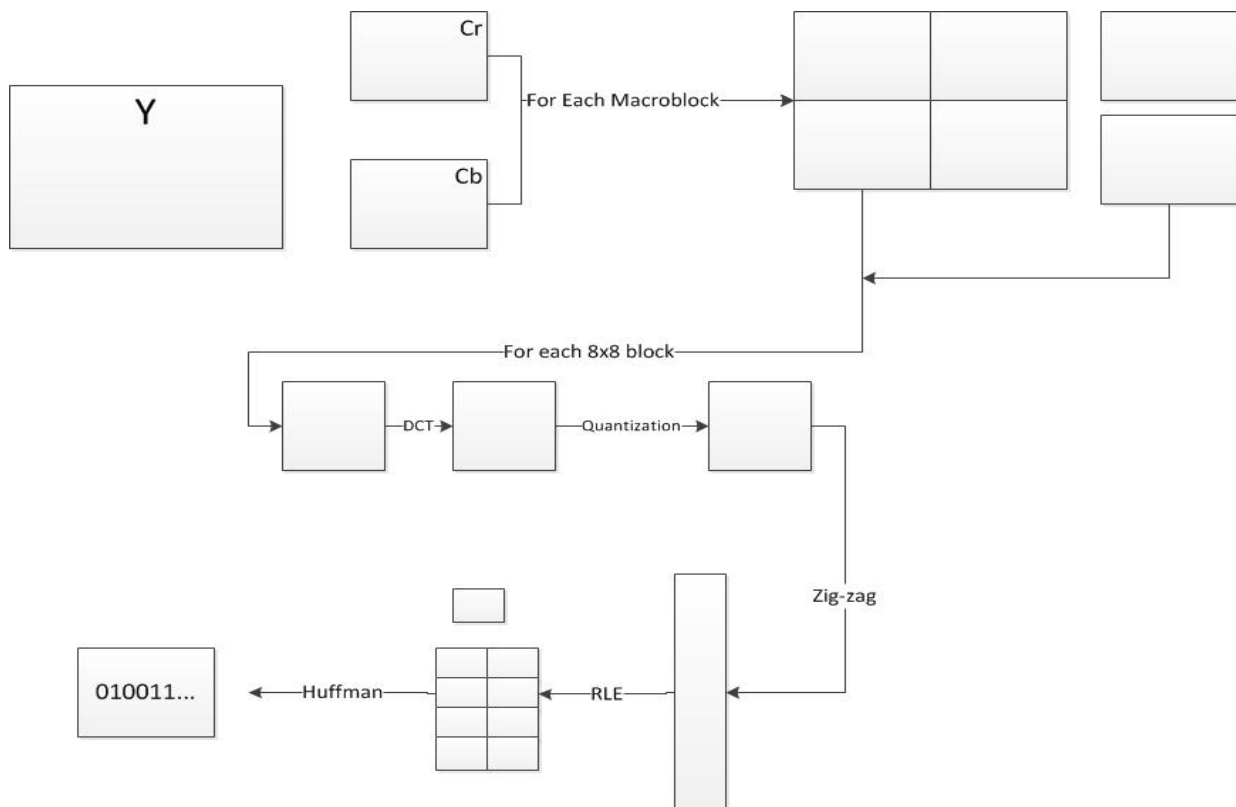 Cr
Y
For Each Macroblock
Cb
For each 8x8 block
DCT
Quantization
Zig-zag
010011...
Huffman
RLE